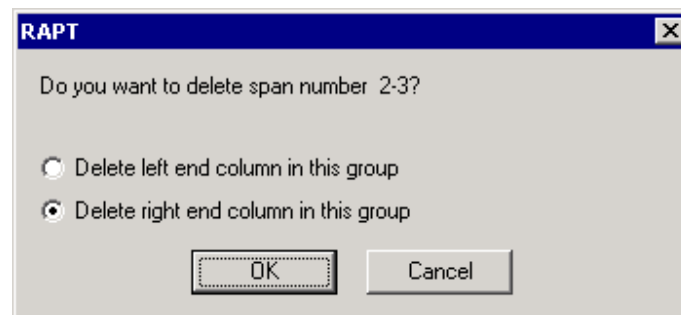 RAPT
Do you want to delete span number 2-3?
Delete left end column in this group
Delete right end column in this group
OK
Cancel